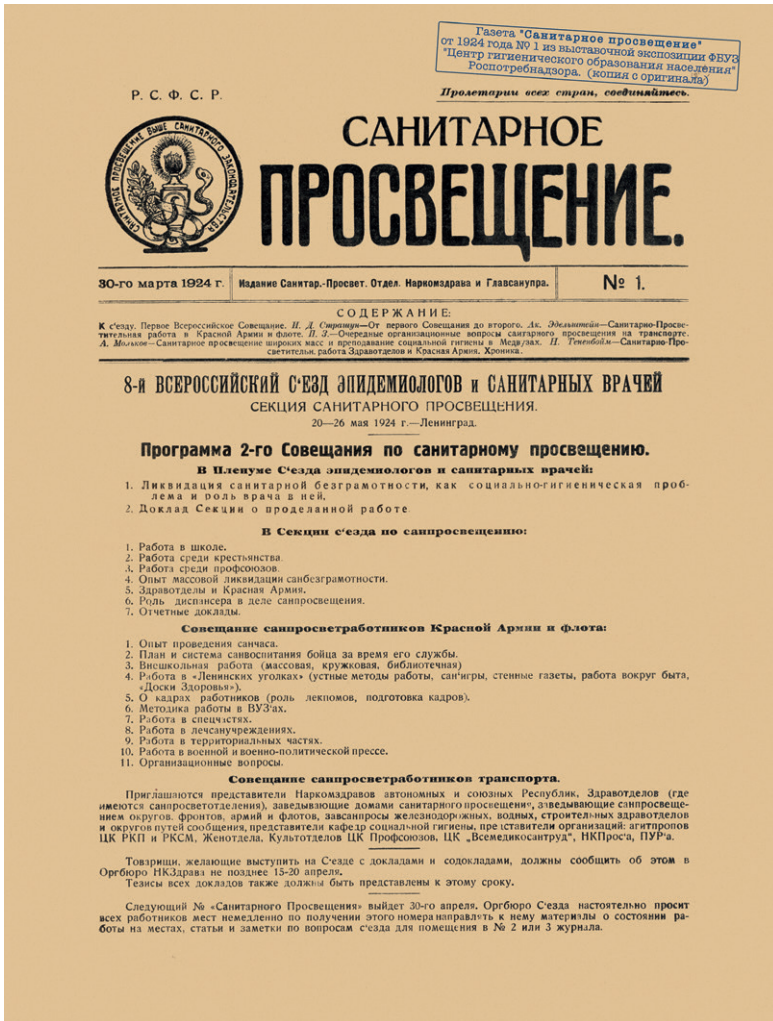 Газета "Санитарное просвещение"
от 1924 года № 1 из выставочной экспозиции ФБУЗ
"Центр гигиенического образования населения"
Роспотребнадзора. (копия с оригинала)
Р. С. Ф. С. Р.
Пролетарии всех стран, соединяйтесь.
САНИТАРНОЕ ПРОСВЕЩЕНИЕ ВЫШЕ САНИТАРНОГО ЗАКОНОДАТЕЛЬСТВА
САНИТАРНОЕ
ПРОСВЕЩЕНИЕ.
30-го марта 1924 г.
Издание Санитар.-Просвет. Отдел. Наркомздрава и Главсанупра.
№ 1.
СОДЕРЖАНИЕ:
К с'езду. Первое Всероссийское Совещание. И. Д. Страшун—От первого Совещания до второго. Ак. Эдельштейн—Санитарно-Просве-
тительная работа в Красной Армии и флоте. П. З.—Очередные организационные вопросы санитарного просвещения на транспорте.
А. Мольков—Санитарное просвещение широких масс и преподавание социальной гигиены в Медвузах. Н. Тененбойм—Санитарно-Про-
светительн. работа Здравотделов и Красная Армия. Хроника.
8-й ВСЕРОССИЙСКИЙ С'ЕЗД ЭПИДЕМИОЛОГОВ и САНИТАРНЫХ ВРАЧЕЙ
СЕКЦИЯ САНИТАРНОГО ПРОСВЕЩЕНИЯ.
20—26 мая 1924 г.—Ленинград.
Программа 2-го Совещания по санитарному просвещению.
В Пленуме С'езда эпидемиологов и санитарных врачей:
1. Ликвидация санитарной безграмотности, как социально-гигиеническая проб-
лема и роль врача в ней.
2. Доклад Секции о проделанной работе
В Секции с'езда по санпросвещению:
1. Работа в школе.
2. Работа среди крестьянства
3. Работа среди профсоюзов.
4. Опыт массовой ликвидации санбезграмотности.
5. Здравотделы и Красная Армия.
6. Роль диспансера в деле санпросвещения.
7. Отчетные доклады.
Совещание санпросветработников Красной Армии и флота:
1. Опыт проведения санчаса.
2. План и система санвоспитания бойца за время его службы.
3. Внешкольная работа (массовая, кружковая, библиотечная)
4. Работа в «Ленинских уголках» (устные методы работы, сан'игры, стенные газеты, работа вокруг быта,
«Доски Здоровья»).
5. О кадрах работников (роль лекпомов, подготовка кадров).
6. Методика работы в ВУЗ'ах.
7. Работа в спецчастях.
8. Работа в лечсанучреждениях.
9. Работа в территориальных частях.
10. Работа в военной и военно-политической прессе.
11. Организационные вопросы.
Совещание санпросветработников транспорта.
Приглашаются представители Наркомздравов автономных и союзных Республик, Здравотделов (где
имеются санпросветотделения), заведывающие домами санитарного просвещения, заведывающие санпросвеще-
нием округов, фронтов, армий и флотов, завсанпросы железнодорожных, водных, строительных здравотделов
и округов путей сообщения, представители кафедр социальной гигиены, представители организаций: агитпропов
ЦК РКП и РКСМ, Женотдела, Культотделов ЦК Профсоюзов, ЦК „Всемедикосантруд", НКПрос'а, ПУР'а.
Товарищи, желающие выступить на С'езде с докладами и содокладами, должны сообщить об этом в
Оргбюро НКЗдрава не позднее 15-20 апреля.
Тезисы всех докладов также должны быть представлены к этому сроку.
Следующий № «Санитарного Просвещения» выйдет 30-го апреля. Оргбюро С'езда настоятельно просит
всех работников мест немедленно по получении этого номера направлять к нему материалы о состоянии ра-
боты на местах, статьи и заметки по вопросам с'езда для помещения в № 2 или 3 журнала.